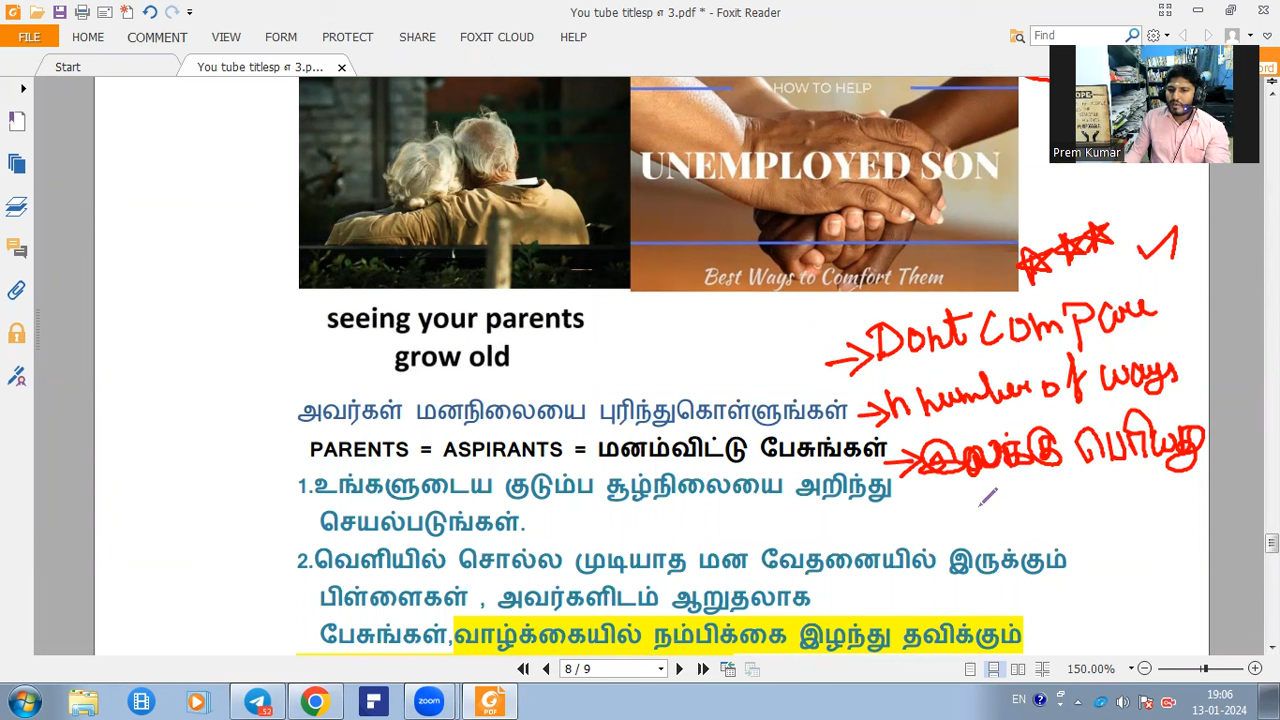 You tube titlesp எ 3.pdf * - Foxit Reader
FILE HOME COMMENT VIEW FORM PROTECT SHARE FOXIT CLOUD HELP
Find
Start You tube titlesp எ 3.p...
Prem Kumar
HOW TO HELP
UNEMPLOYED SON
Best Ways to Comfort Them
seeing your parents
grow old
Dont Compare
n number of ways
இலக்கு பெரியது
அவர்கள் மனநிலையை புரிந்துகொள்ளுங்கள்
PARENTS = ASPIRANTS = மனம்விட்டு பேசுங்கள்
1.உங்களுடைய குடும்ப சூழ்நிலையை அறிந்து
செயல்படுங்கள்.
2.வெளியில் சொல்ல முடியாத மன வேதனையில் இருக்கும்
பிள்ளைகள் , அவர்களிடம் ஆறுதலாக
பேசுங்கள்,வாழ்க்கையில் நம்பிக்கை இழந்து தவிக்கும்
8 / 9 150.00%
52 zoom PDF EN 19:06
13-01-2024